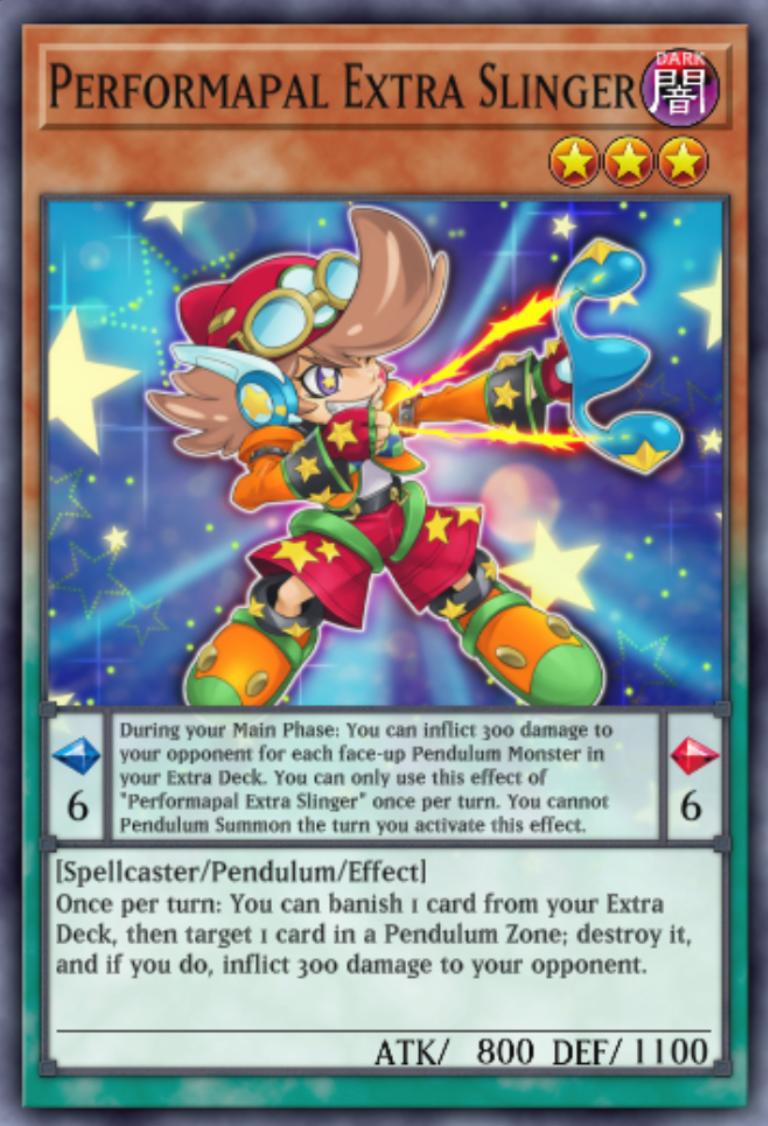 PERFORMAPAL EXTRA SLINGER
DARK
闇
During your Main Phase: You can inflict 300 damage to
your opponent for each face-up Pendulum Monster in
your Extra Deck. You can only use this effect of
"Performapal Extra Slinger" once per turn. You cannot
Pendulum Summon the turn you activate this effect.
6
6
[Spellcaster/Pendulum/Effect]
Once per turn: You can banish 1 card from your Extra
Deck, then target 1 card in a Pendulum Zone; destroy it,
and if you do, inflict 300 damage to your opponent.
ATK/ 800 DEF/ 1100